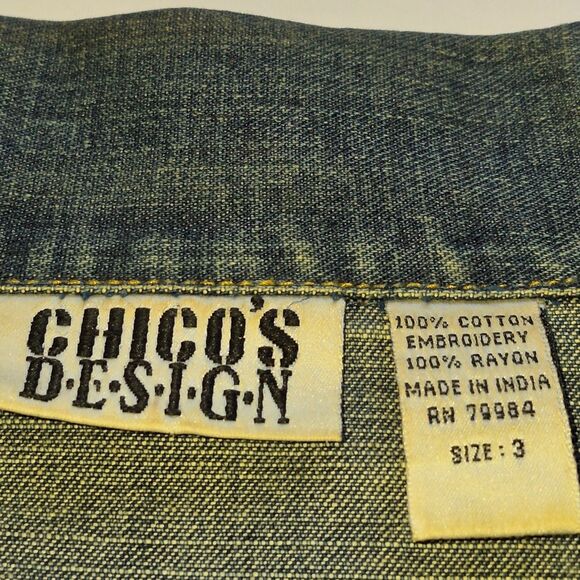 CHICO'S
D·E·S·I·G·N
100% COTTON
EMBROIDERY
100% RAYON
MADE IN INDIA
RN 79984
SIZE: 3